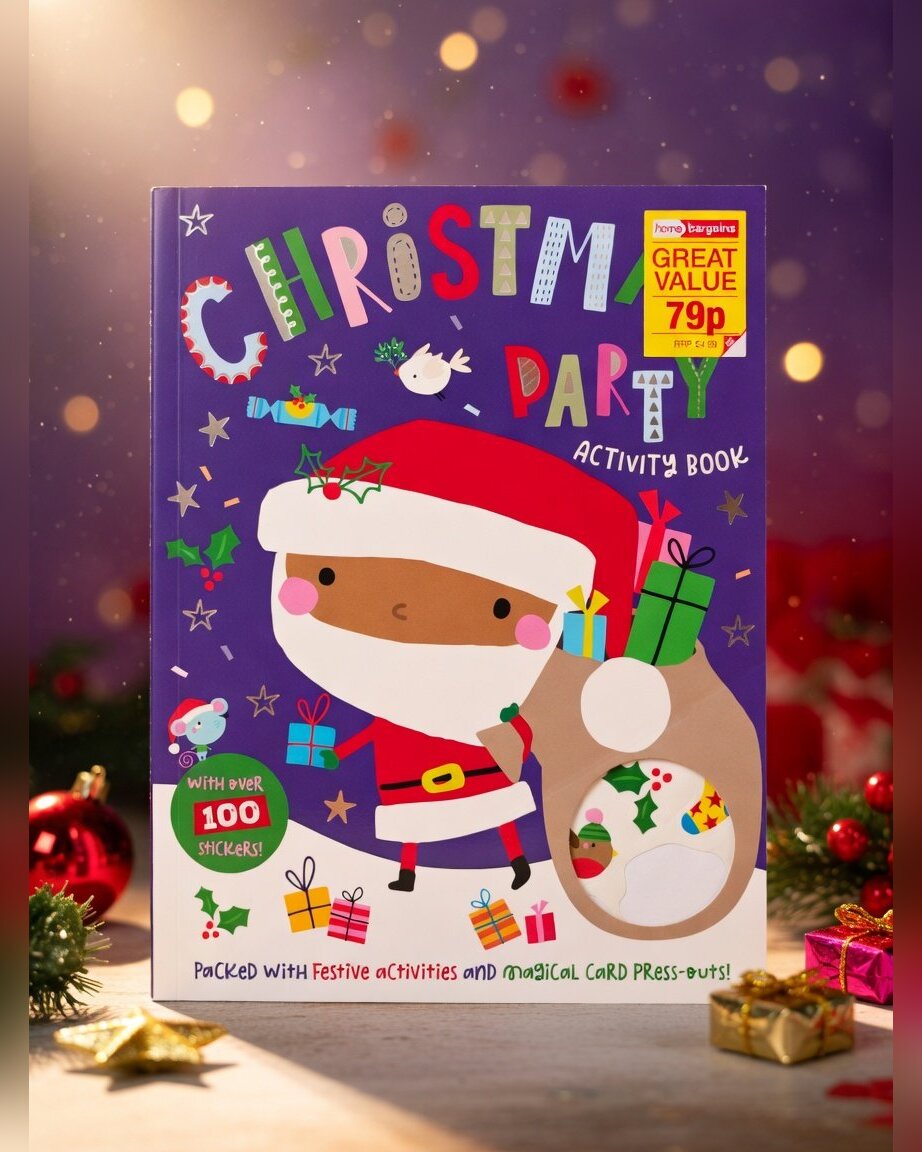 CHRISTM
home bargains
GREAT
VALUE
79p
PARTY
ACTIVITY BOOK
WITH OVER
100
STICKERS!
PACKED WITH FESTIVE ACTIVITIES AND MAGICAL CARD PRESS-OUTS!